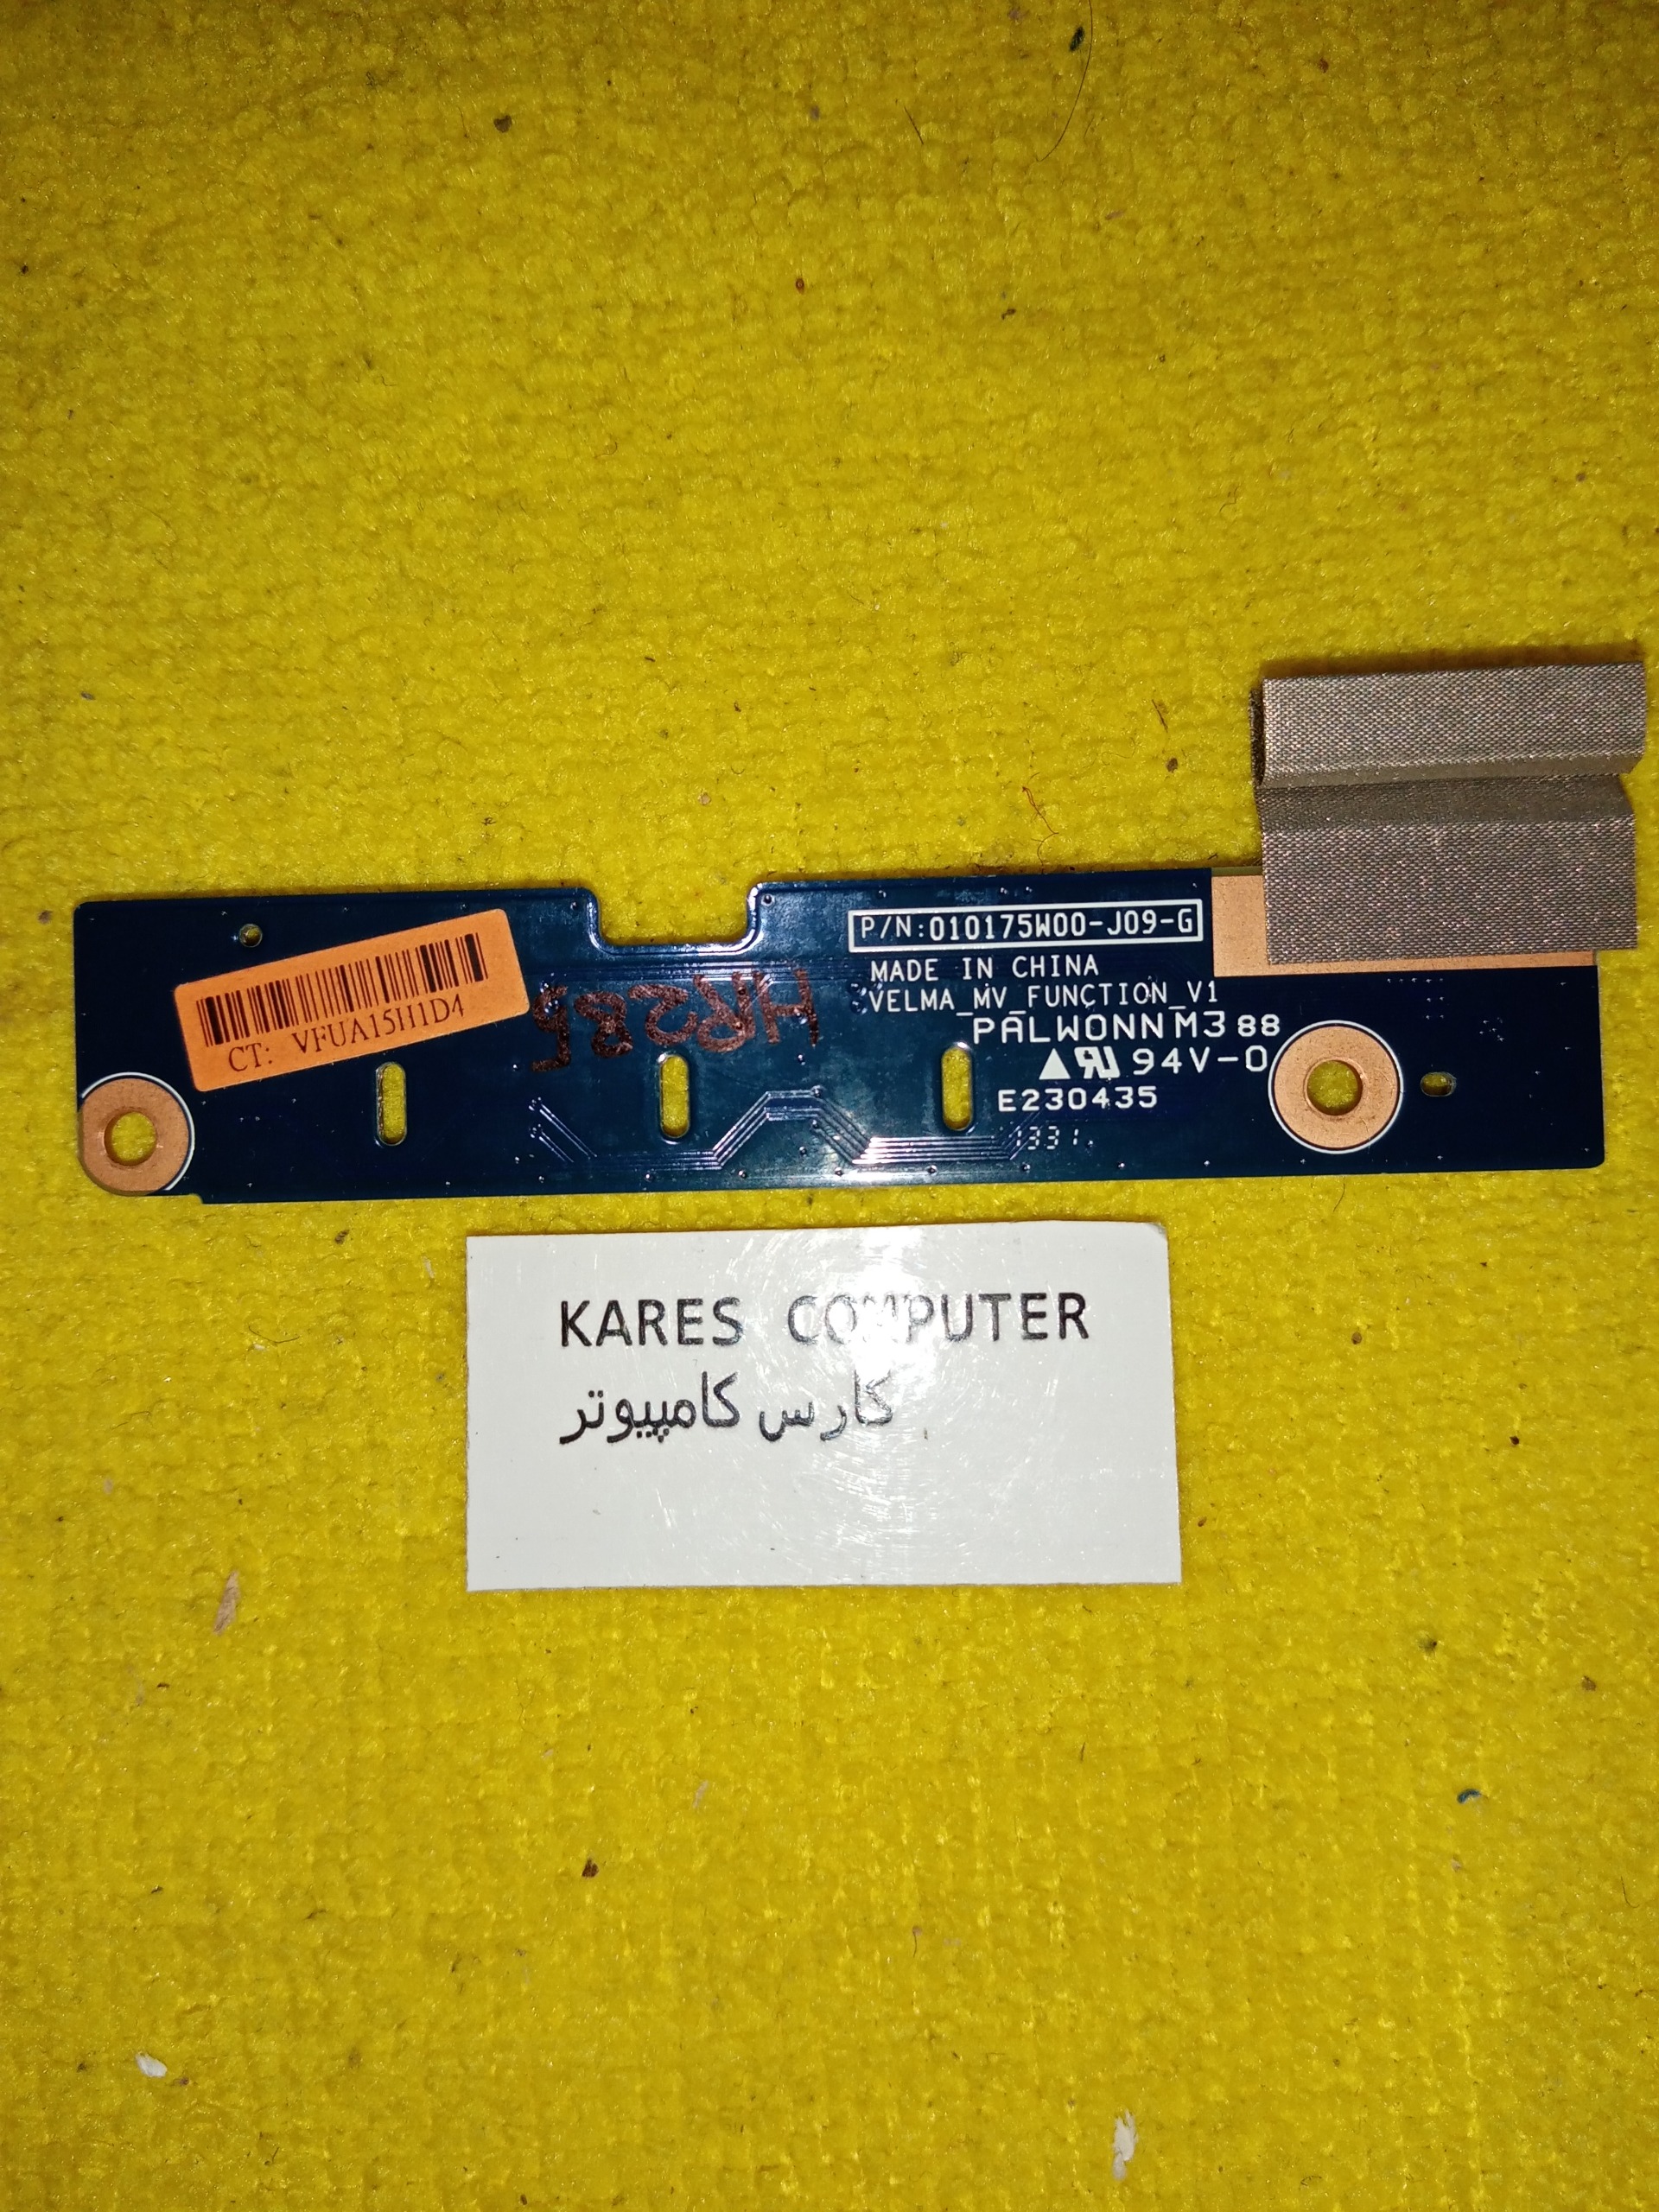 P/N:010175W00-J09-G
MADE IN CHINA
VELMA_MV_FUNCTION_V1
PALWONN M3 88
94V-0
E230435
1331
CT: VFUA15H1D4
HR285
KARES COMPUTER
کارس کامپیوتر